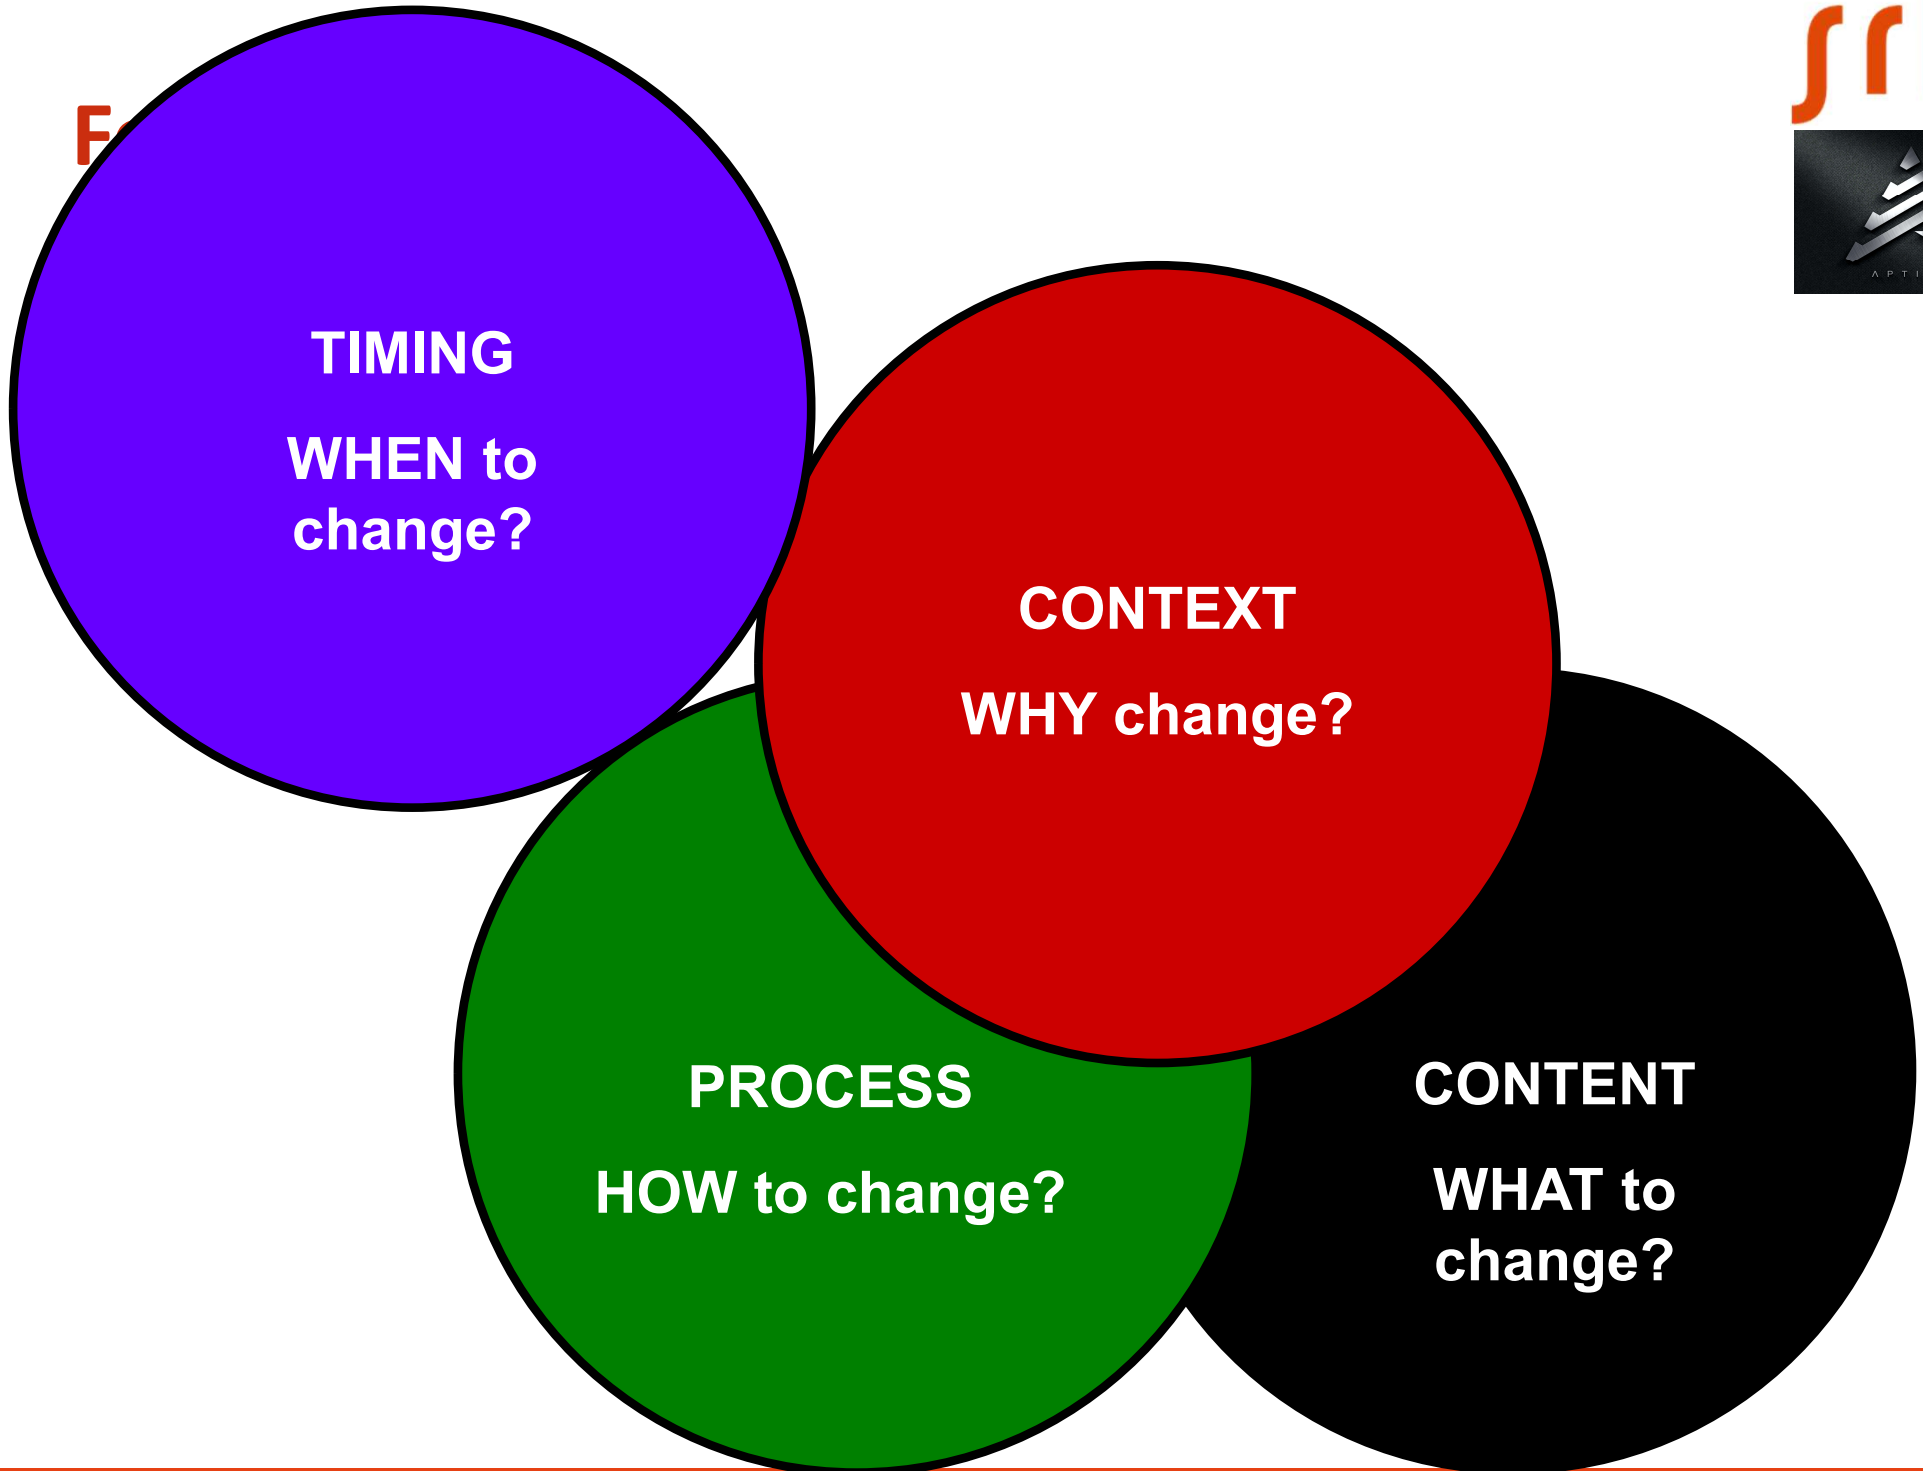 TIMING
WHEN to
change?
CONTEXT
WHY change?
PROCESS
HOW to change?
CONTENT
WHAT to
change?